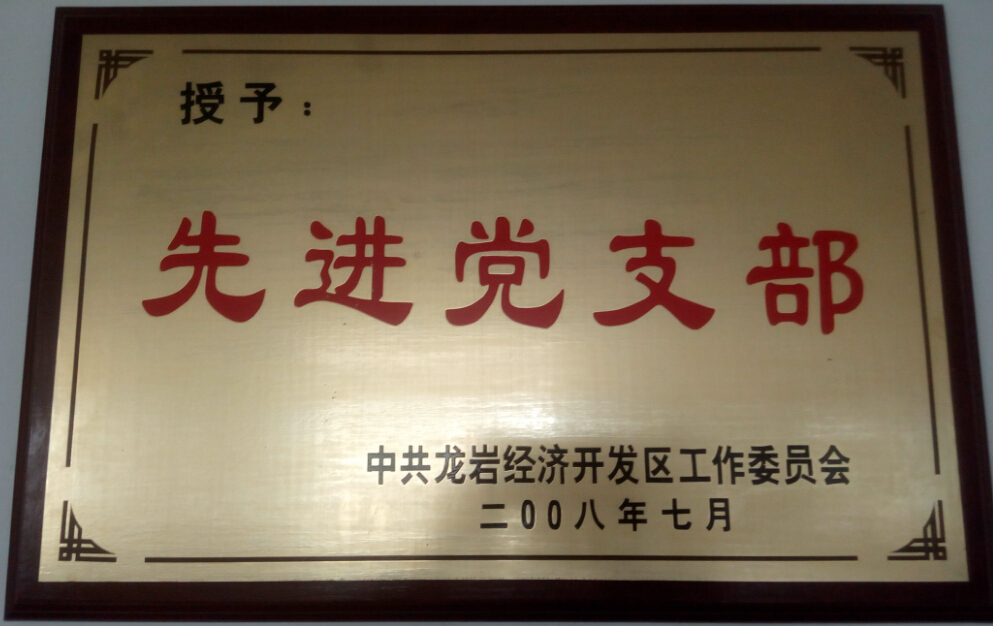 授予：
先进党支部
中共龙岩经济开发区工作委员会
二00八年七月